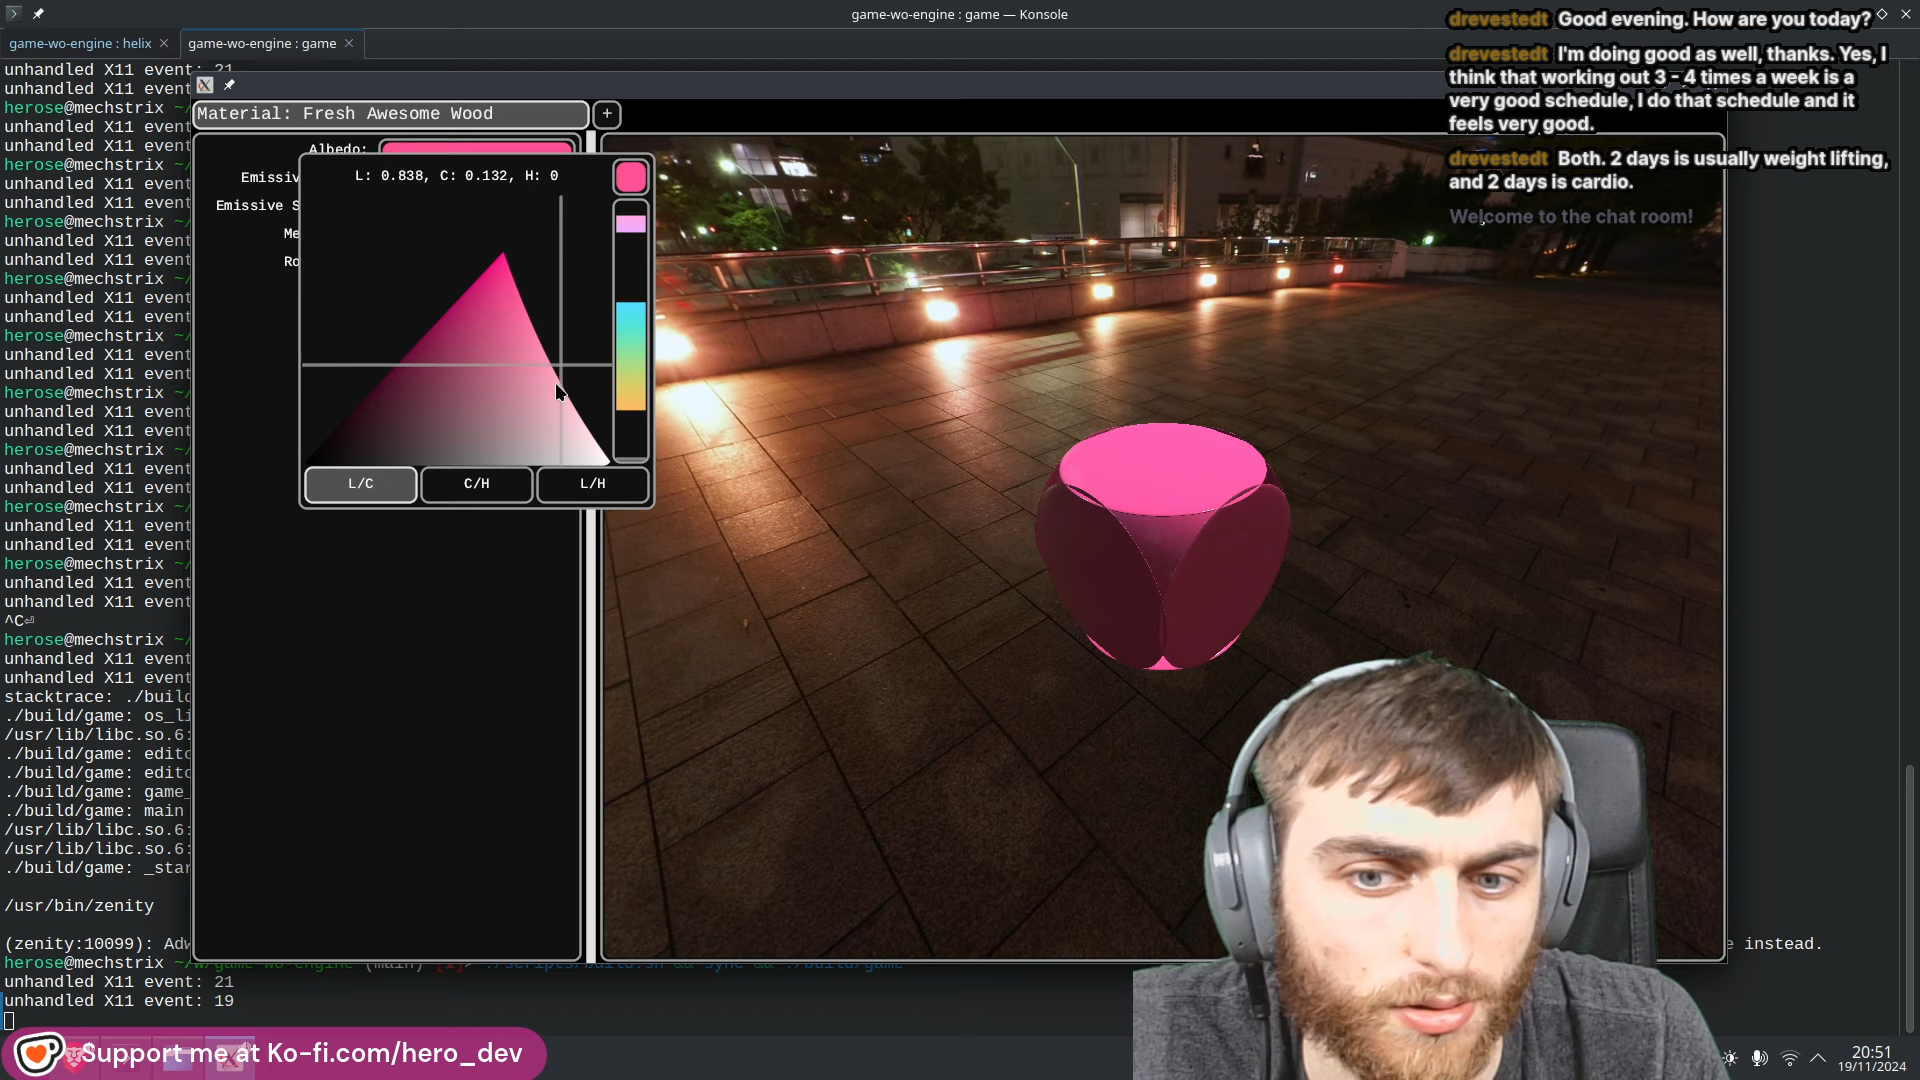 game-wo-engine : game — Konsole
game-wo-engine : helix
game-wo-engine : game
drevestedt Good evening. How are you today?
drevestedt I'm doing good as well, thanks. Yes, I
think that working out 3 - 4 times a week is a
very good schedule, I do that schedule and it
feels very good.
drevestedt Both. 2 days is usually weight lifting,
and 2 days is cardio.
Welcome to the chat room!
Material: Fresh Awesome Wood
+
Albedo:
Emissiv
Emissive S
Me
Ro
L: 0.838, C: 0.132, H: 0
L/C
C/H
L/H
unhandled X11 event: 21
unhandled X11 event
herose@mechstrix ~/
unhandled X11 event
unhandled X11 event
herose@mechstrix ~/
unhandled X11 event
unhandled X11 event
herose@mechstrix ~/
unhandled X11 event
unhandled X11 event
herose@mechstrix ~/
unhandled X11 event
unhandled X11 event
herose@mechstrix ~/
unhandled X11 event
unhandled X11 event
herose@mechstrix ~/
unhandled X11 event
unhandled X11 event
herose@mechstrix ~/
unhandled X11 event
unhandled X11 event
herose@mechstrix ~/
unhandled X11 event
unhandled X11 event
herose@mechstrix ~/
unhandled X11 event
unhandled X11 event
^C
herose@mechstrix ~/
unhandled X11 event
unhandled X11 event
stacktrace: ./build
./build/game: os_li
/usr/lib/libc.so.6:
./build/game: edito
./build/game: edito
./build/game: game_
./build/game: main
/usr/lib/libc.so.6:
/usr/lib/libc.so.6:
./build/game: _star
/usr/bin/zenity
(zenity:10099): Adw
e instead.
herose@mechstrix ~/w/game-wo-engine (main) [1]> ./scripts/build.sh && sync && ./build/game
unhandled X11 event: 21
unhandled X11 event: 19
Support me at Ko-fi.com/hero_dev
20:51
19/11/2024